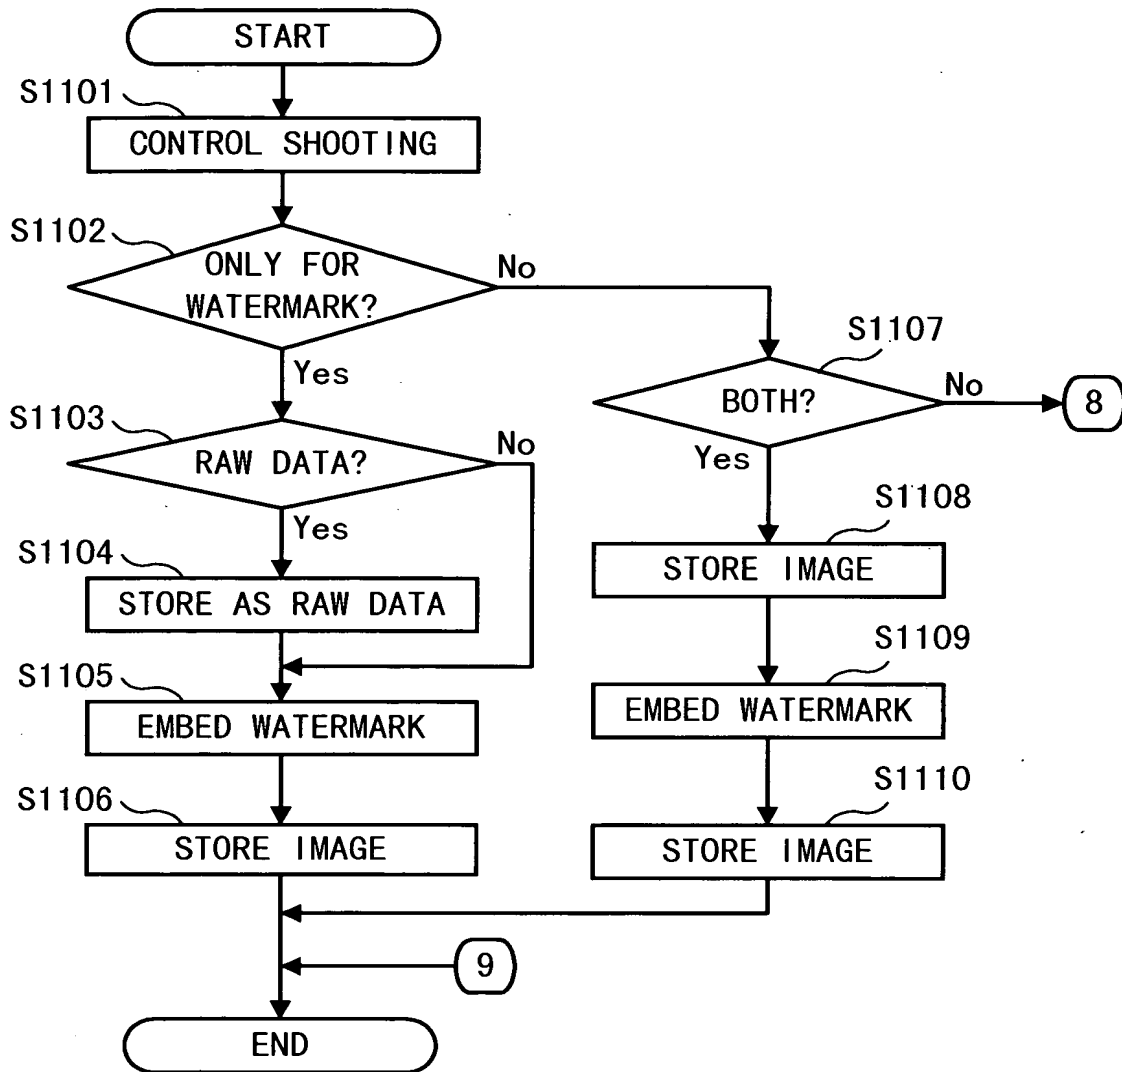 START
S1101
CONTROL SHOOTING
S1102
ONLY FOR
WATERMARK?
No
Yes
S1103
RAW DATA?
No
Yes
S1104
STORE AS RAW DATA
S1105
EMBED WATERMARK
S1106
STORE IMAGE
S1107
BOTH?
No
8
Yes
S1108
STORE IMAGE
S1109
EMBED WATERMARK
S1110
STORE IMAGE
9
END